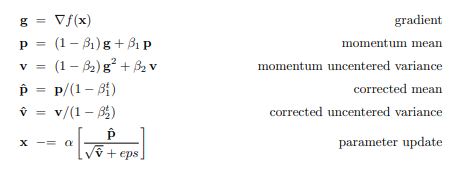 g = ∇f(x) gradient
p = (1 − β₁) g + β₁ p momentum mean
v = (1 − β₂) g² + β₂ v momentum uncentered variance
p̂ = p/(1 − β₁ᵗ) corrected mean
v̂ = v/(1 − β₂ᵗ) corrected uncentered variance
x −= α [ p̂ / (√v̂ + eps) ] parameter update